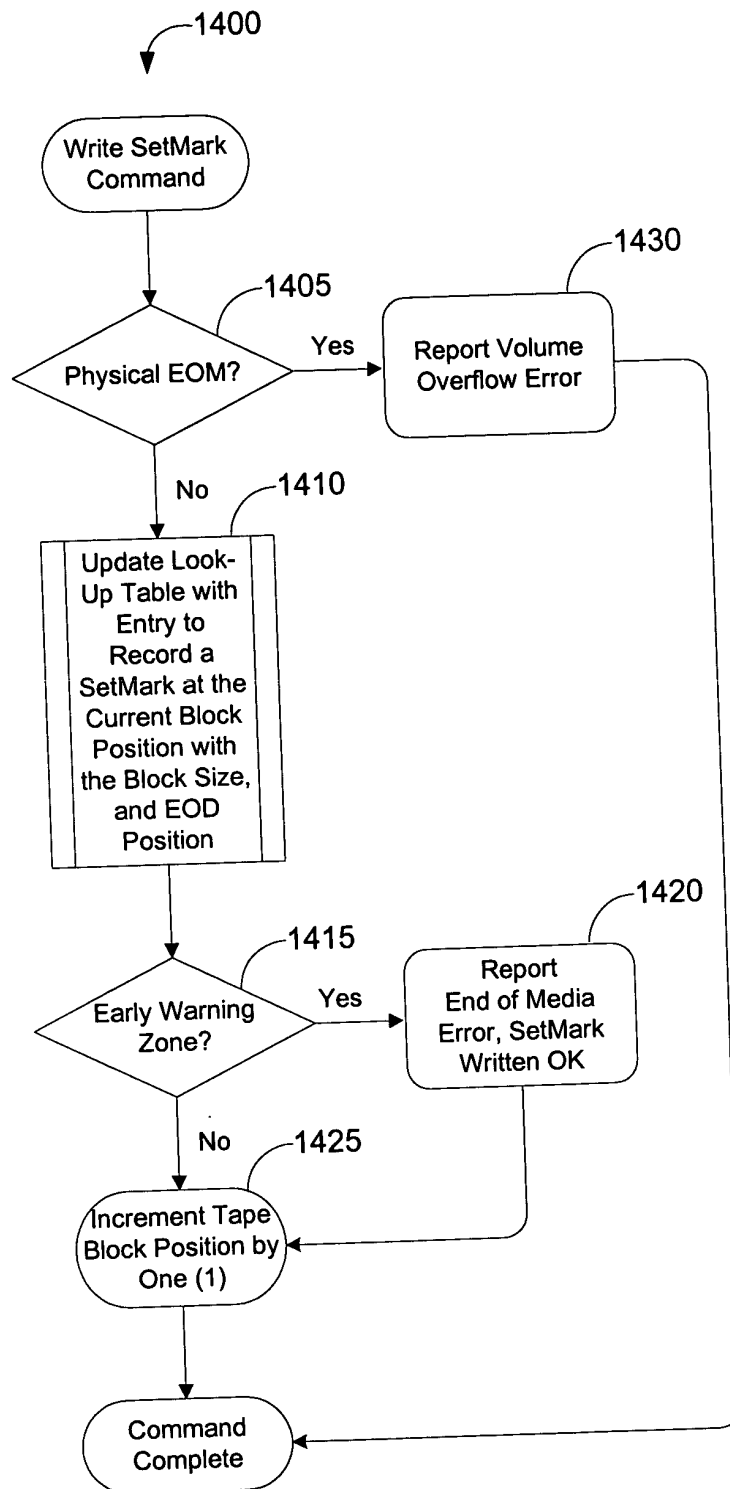 1400
Write SetMark
Command
1405
Physical EOM?
Yes
1430
Report Volume
Overflow Error
No
1410
Update Look-
Up Table with
Entry to
Record a
SetMark at the
Current Block
Position with
the Block Size,
and EOD
Position
1415
Early Warning
Zone?
Yes
1420
Report
End of Media
Error, SetMark
Written OK
No
1425
Increment Tape
Block Position by
One (1)
Command
Complete